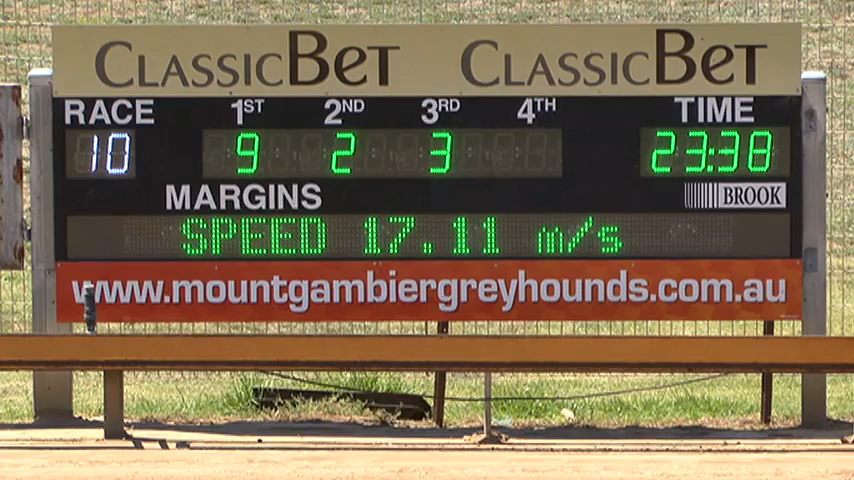 CLASSICBET CLASSICBET
RACE 1ST 2ND 3RD 4TH TIME
10 9 2 3 23:38
MARGINS BROOK
SPEED 17.11 m/s
www.mountgambiergreyhounds.com.au